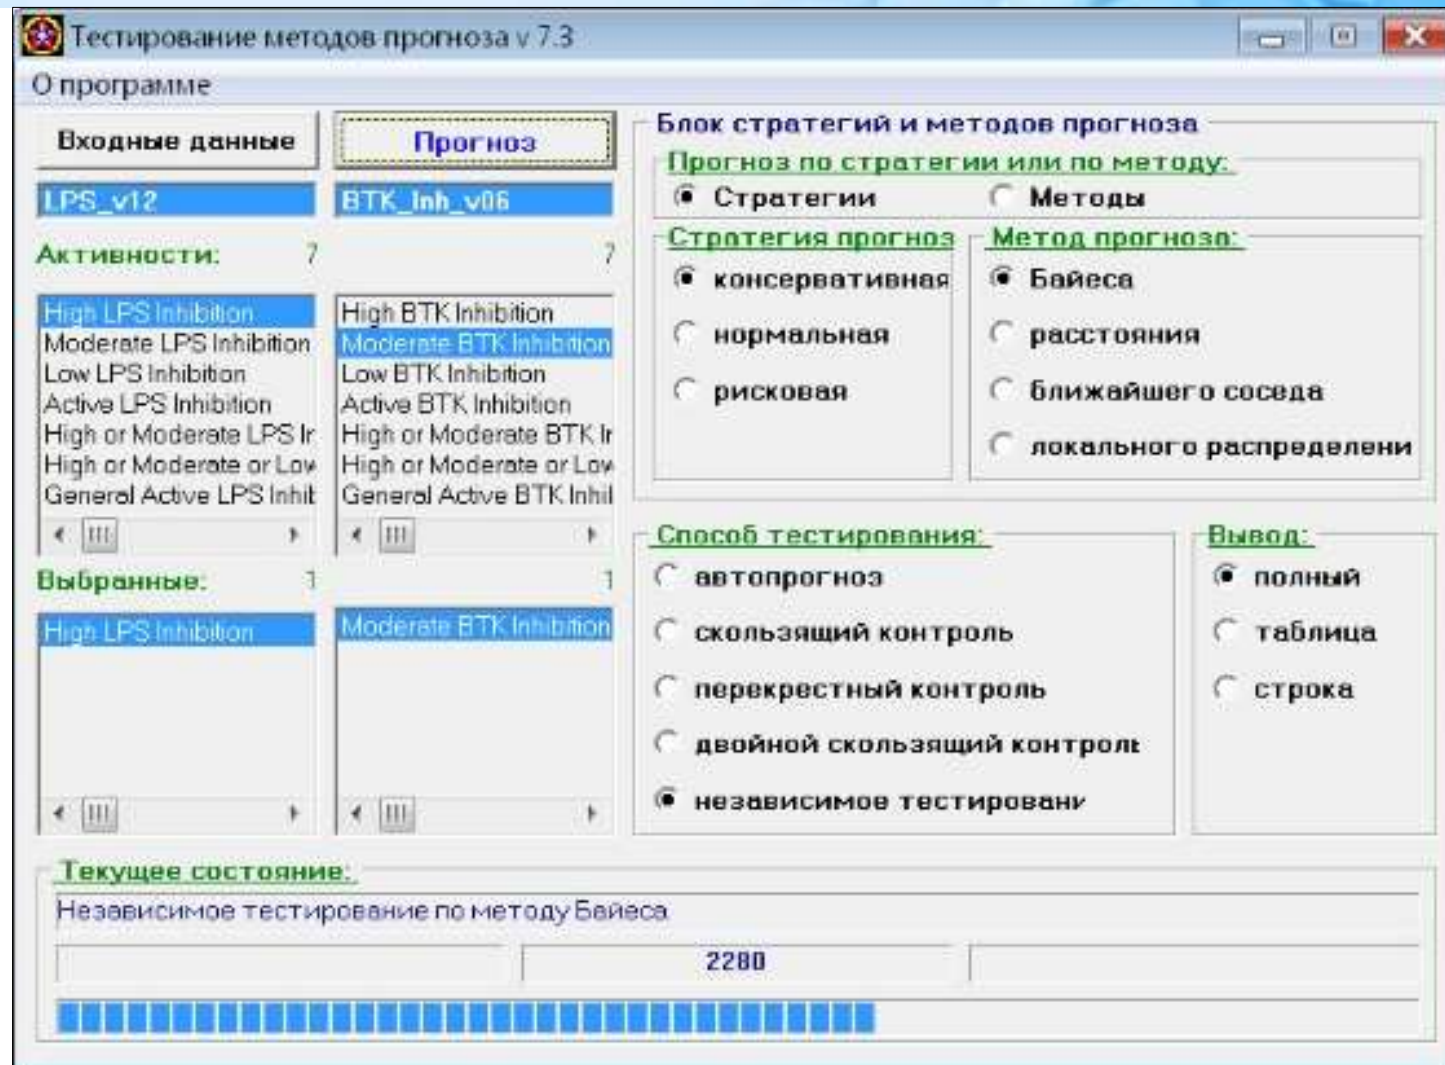 Тестирование методов прогноза v 7.3
О программе
Входные данные
Прогноз
LPS_v12
BTK_Inh_v06
Активности: 7
7
High LPS Inhibition
Moderate LPS Inhibition
Low LPS Inhibition
Active LPS Inhibition
High or Moderate LPS Ir
High or Moderate or Low
General Active LPS Inhit
High BTK Inhibition
Moderate BTK Inhibition
Low BTK Inhibition
Active BTK Inhibition
High or Moderate BTK Ir
High or Moderate or Low
General Active BTK Inhil
Выбранные: 1
1
High LPS Inhibition
Moderate BTK Inhibition
Блок стратегий и методов прогноза
Прогноз по стратегии или по методу:
Стратегии
Методы
Стратегия прогноз
консервативная
нормальная
рисковая
Метод прогноза:
Байеса
расстояния
ближайшего соседа
локального распределени
Способ тестирования:
автопрогноз
скользящий контроль
перекрестный контроль
двойной скользящий контроль
независимое тестировани
Вывод:
полный
таблица
строка
Текущее состояние:
Независимое тестирование по методу Байеса
2280